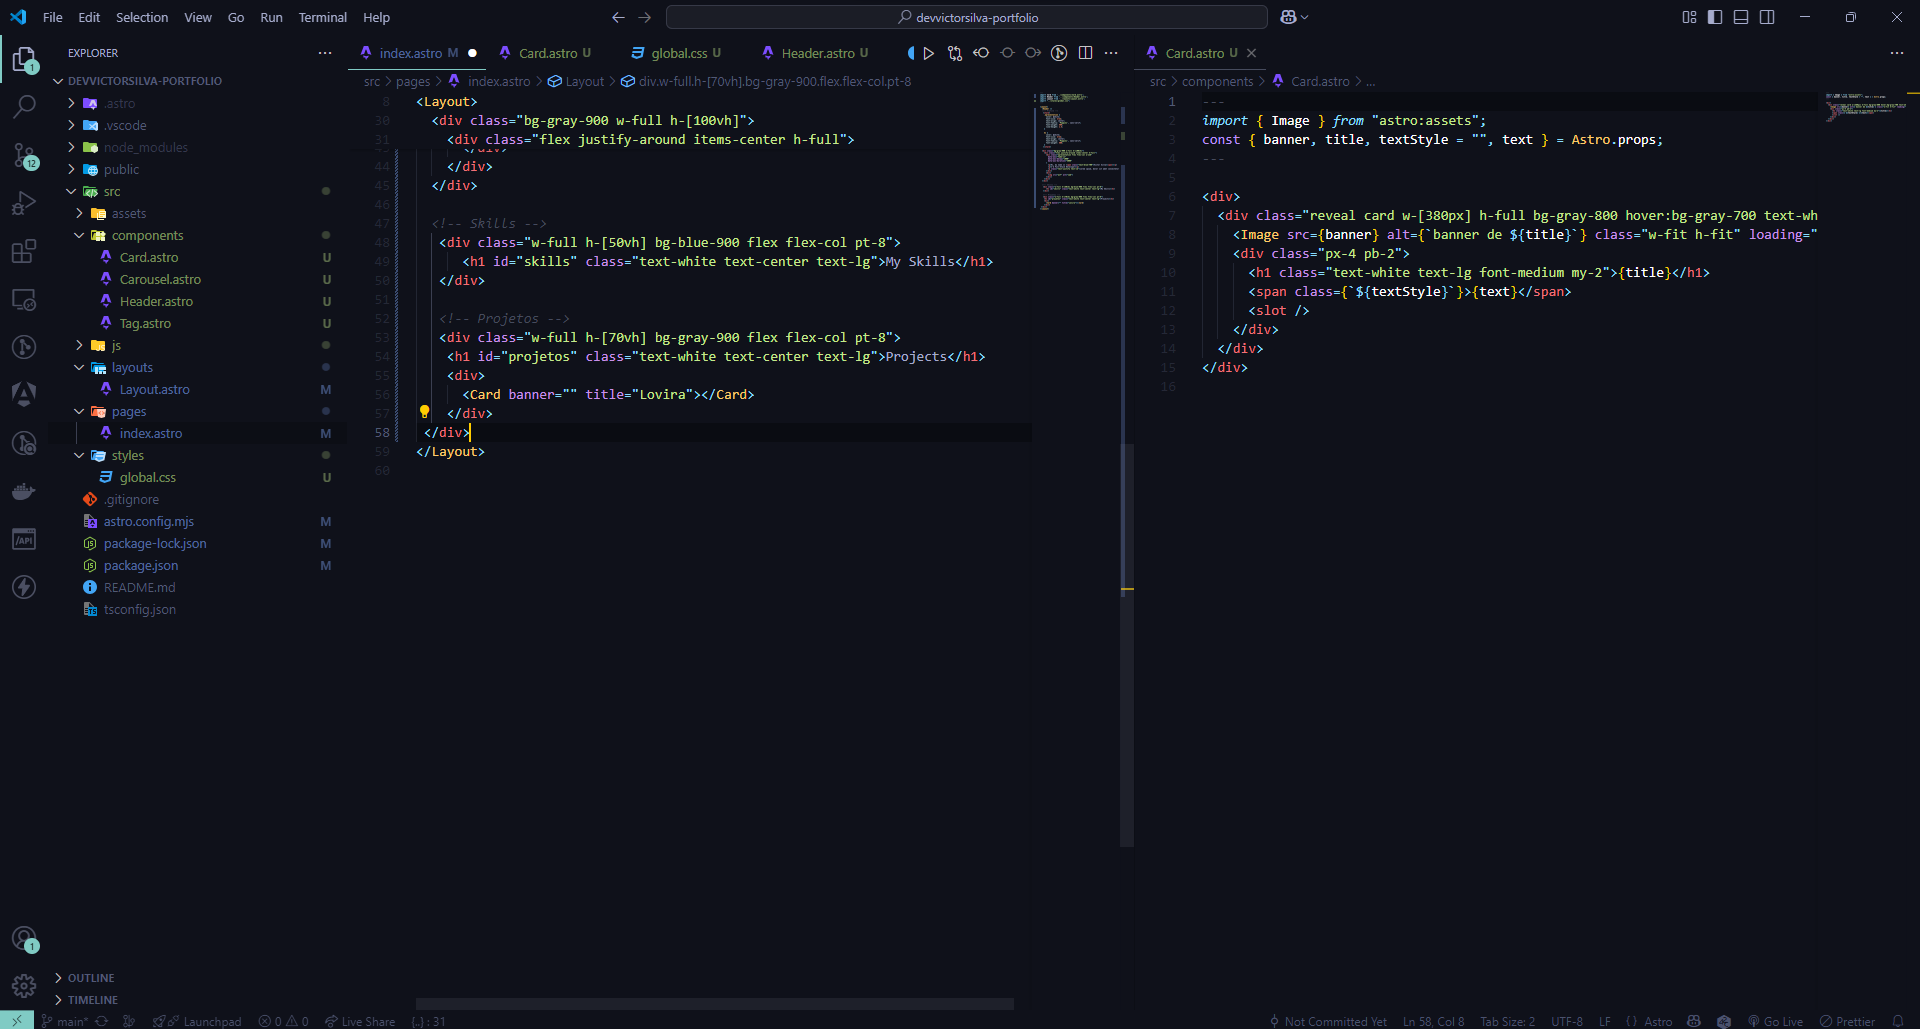 File Edit Selection View Go Run Terminal Help
devvictorsilva-portfolio
EXPLORER
DEVVICTORSILVA-PORTFOLIO
.astro
.vscode
node_modules
public
src
assets
components
Card.astro U
Carousel.astro U
Header.astro U
Tag.astro U
js
layouts
Layout.astro M
pages
index.astro M
styles
global.css U
.gitignore
astro.config.mjs M
package-lock.json M
package.json M
README.md
tsconfig.json
OUTLINE
TIMELINE
1
12
/API
1
index.astro M Card.astro U global.css U Header.astro U
src > pages > index.astro > Layout > div.w-full.h-[70vh].bg-gray-900.flex.flex-col.pt-8
8 <Layout>
30 <div class="bg-gray-900 w-full h-[100vh]">
31 <div class="flex justify-around items-center h-full">
44 </div>
45 </div>
46
47 <!-- Skills -->
48 <div class="w-full h-[50vh] bg-blue-900 flex flex-col pt-8">
49 <h1 id="skills" class="text-white text-center text-lg">My Skills</h1>
50 </div>
51
52 <!-- Projetos -->
53 <div class="w-full h-[70vh] bg-gray-900 flex flex-col pt-8">
54 <h1 id="projetos" class="text-white text-center text-lg">Projects</h1>
55 <div>
56 <Card banner="" title="Lovira"></Card>
57 </div>
58 </div>
59 </Layout>
60
Card.astro U
src > components > Card.astro > ...
1 ---
2 import { Image } from "astro:assets";
3 const { banner, title, textStyle = "", text } = Astro.props;
4 ---
5
6 <div>
7 <div class="reveal card w-[380px] h-full bg-gray-800 hover:bg-gray-700 text-wh
8 <Image src={banner} alt={`banner de ${title}`} class="w-fit h-fit" loading="
9 <div class="px-4 pb-2">
10 <h1 class="text-white text-lg font-medium my-2">{title}</h1>
11 <span class={`${textStyle}`}>{text}</span>
12 <slot />
13 </div>
14 </div>
15 </div>
16
main* Launchpad 0 0 Live Share {..} : 31
Not Committed Yet Ln 58, Col 8 Tab Size: 2 UTF-8 LF { } Astro Go Live Prettier